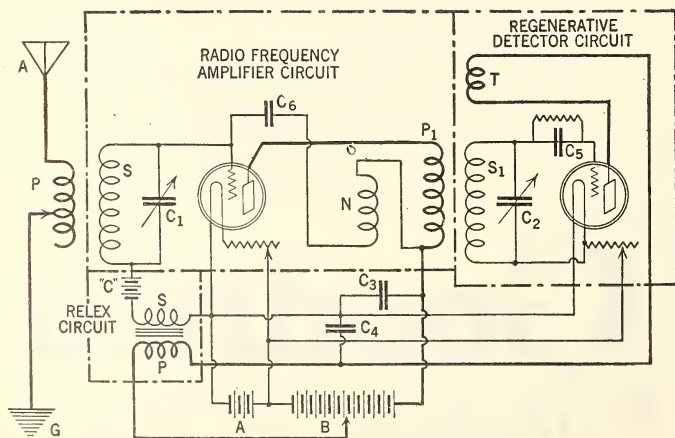 REGENERATIVE
DETECTOR CIRCUIT
RADIO FREQUENCY
AMPLIFIER CIRCUIT
A
T
C6
P1
P
S
C1
N
S1
C5
C2
"C"
S
C3
RELEX
CIRCUIT
C4
P
G
A
B